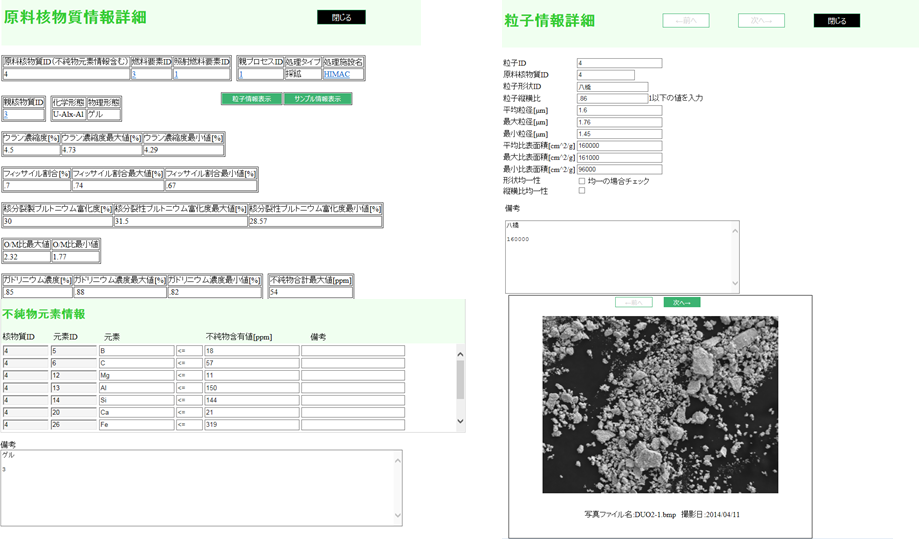 原料核物質情報詳細
閉じる
原料核物質ID(不純物元素情報含む) 燃料要素ID 照射燃料要素ID 親プロセスID 処理タイプ 処理施設名
4 3 1 1 採鉱 HIMAC
粒子情報表示 サンプル情報表示
親核物質ID 化学形態 物理形態
3 U-Alx-Al ゲル
ウラン濃縮度[%] ウラン濃縮度最大値[%] ウラン濃縮度最小値[%]
4.5 4.73 4.29
フィッサイル割合[%] フィッサイル割合最大値[%] フィッサイル割合最小値[%]
.7 .74 .67
核分裂製プルトニウム富化度[%] 核分裂性プルトニウム富化度最大値[%] 核分裂性プルトニウム富化度最小値[%]
30 31.5 28.57
O/M比最大値 O/M比最小値
2.32 1.77
ガドリニウム濃度[%] ガドリニウム濃度最大値[%] ガドリニウム濃度最小値[%] 不純物合計最大値[ppm]
.85 .88 .82 54
不純物元素情報
核物質ID 元素ID 元素 不純物含有値[ppm] 備考
4 5 B <= 18
4 6 C <= 57
4 12 Mg <= 11
4 13 Al <= 150
4 14 Si <= 144
4 20 Ca <= 21
4 26 Fe <= 319
備考
グル
3
粒子情報詳細
←前へ 次へ→ 閉じる
粒子ID 4
原料核物質ID 4
粒子形状ID 八橋
粒子縦横比 .86 1以下の値を入力
平均粒径[μm] 1.6
最大粒径[μm] 1.76
最小粒径[μm] 1.45
平均比表面積[cm^2/g] 160000
最大比表面積[cm^2/g] 161000
最小比表面積[cm^2/g] 96000
形状均一性 均一の場合チェック
縦横比均一性
備考
八橋
160000
←前へ 次へ→
写真ファイル名:DUO2-1.bmp 撮影日:2014/04/11